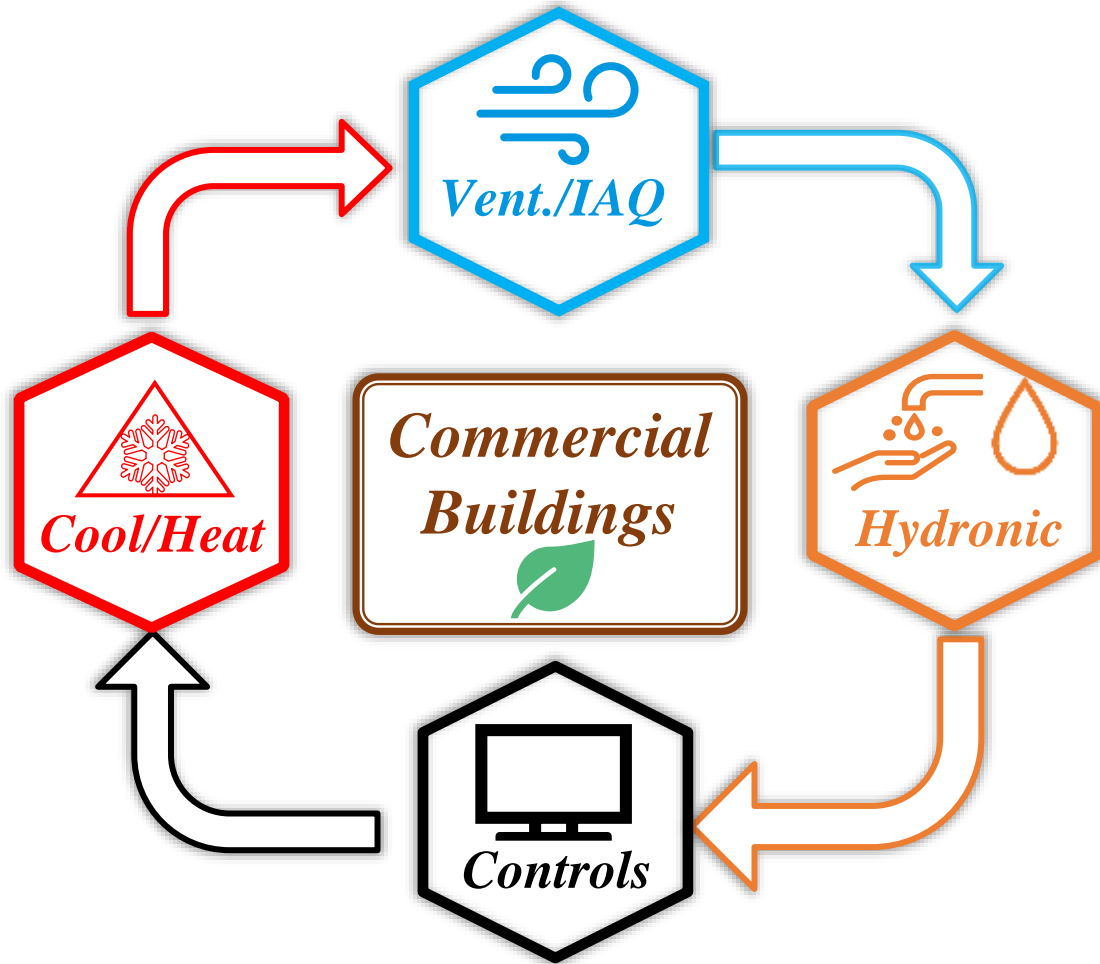 Vent./IAQ
Cool/Heat
Commercial
Buildings
Hydronic
Controls